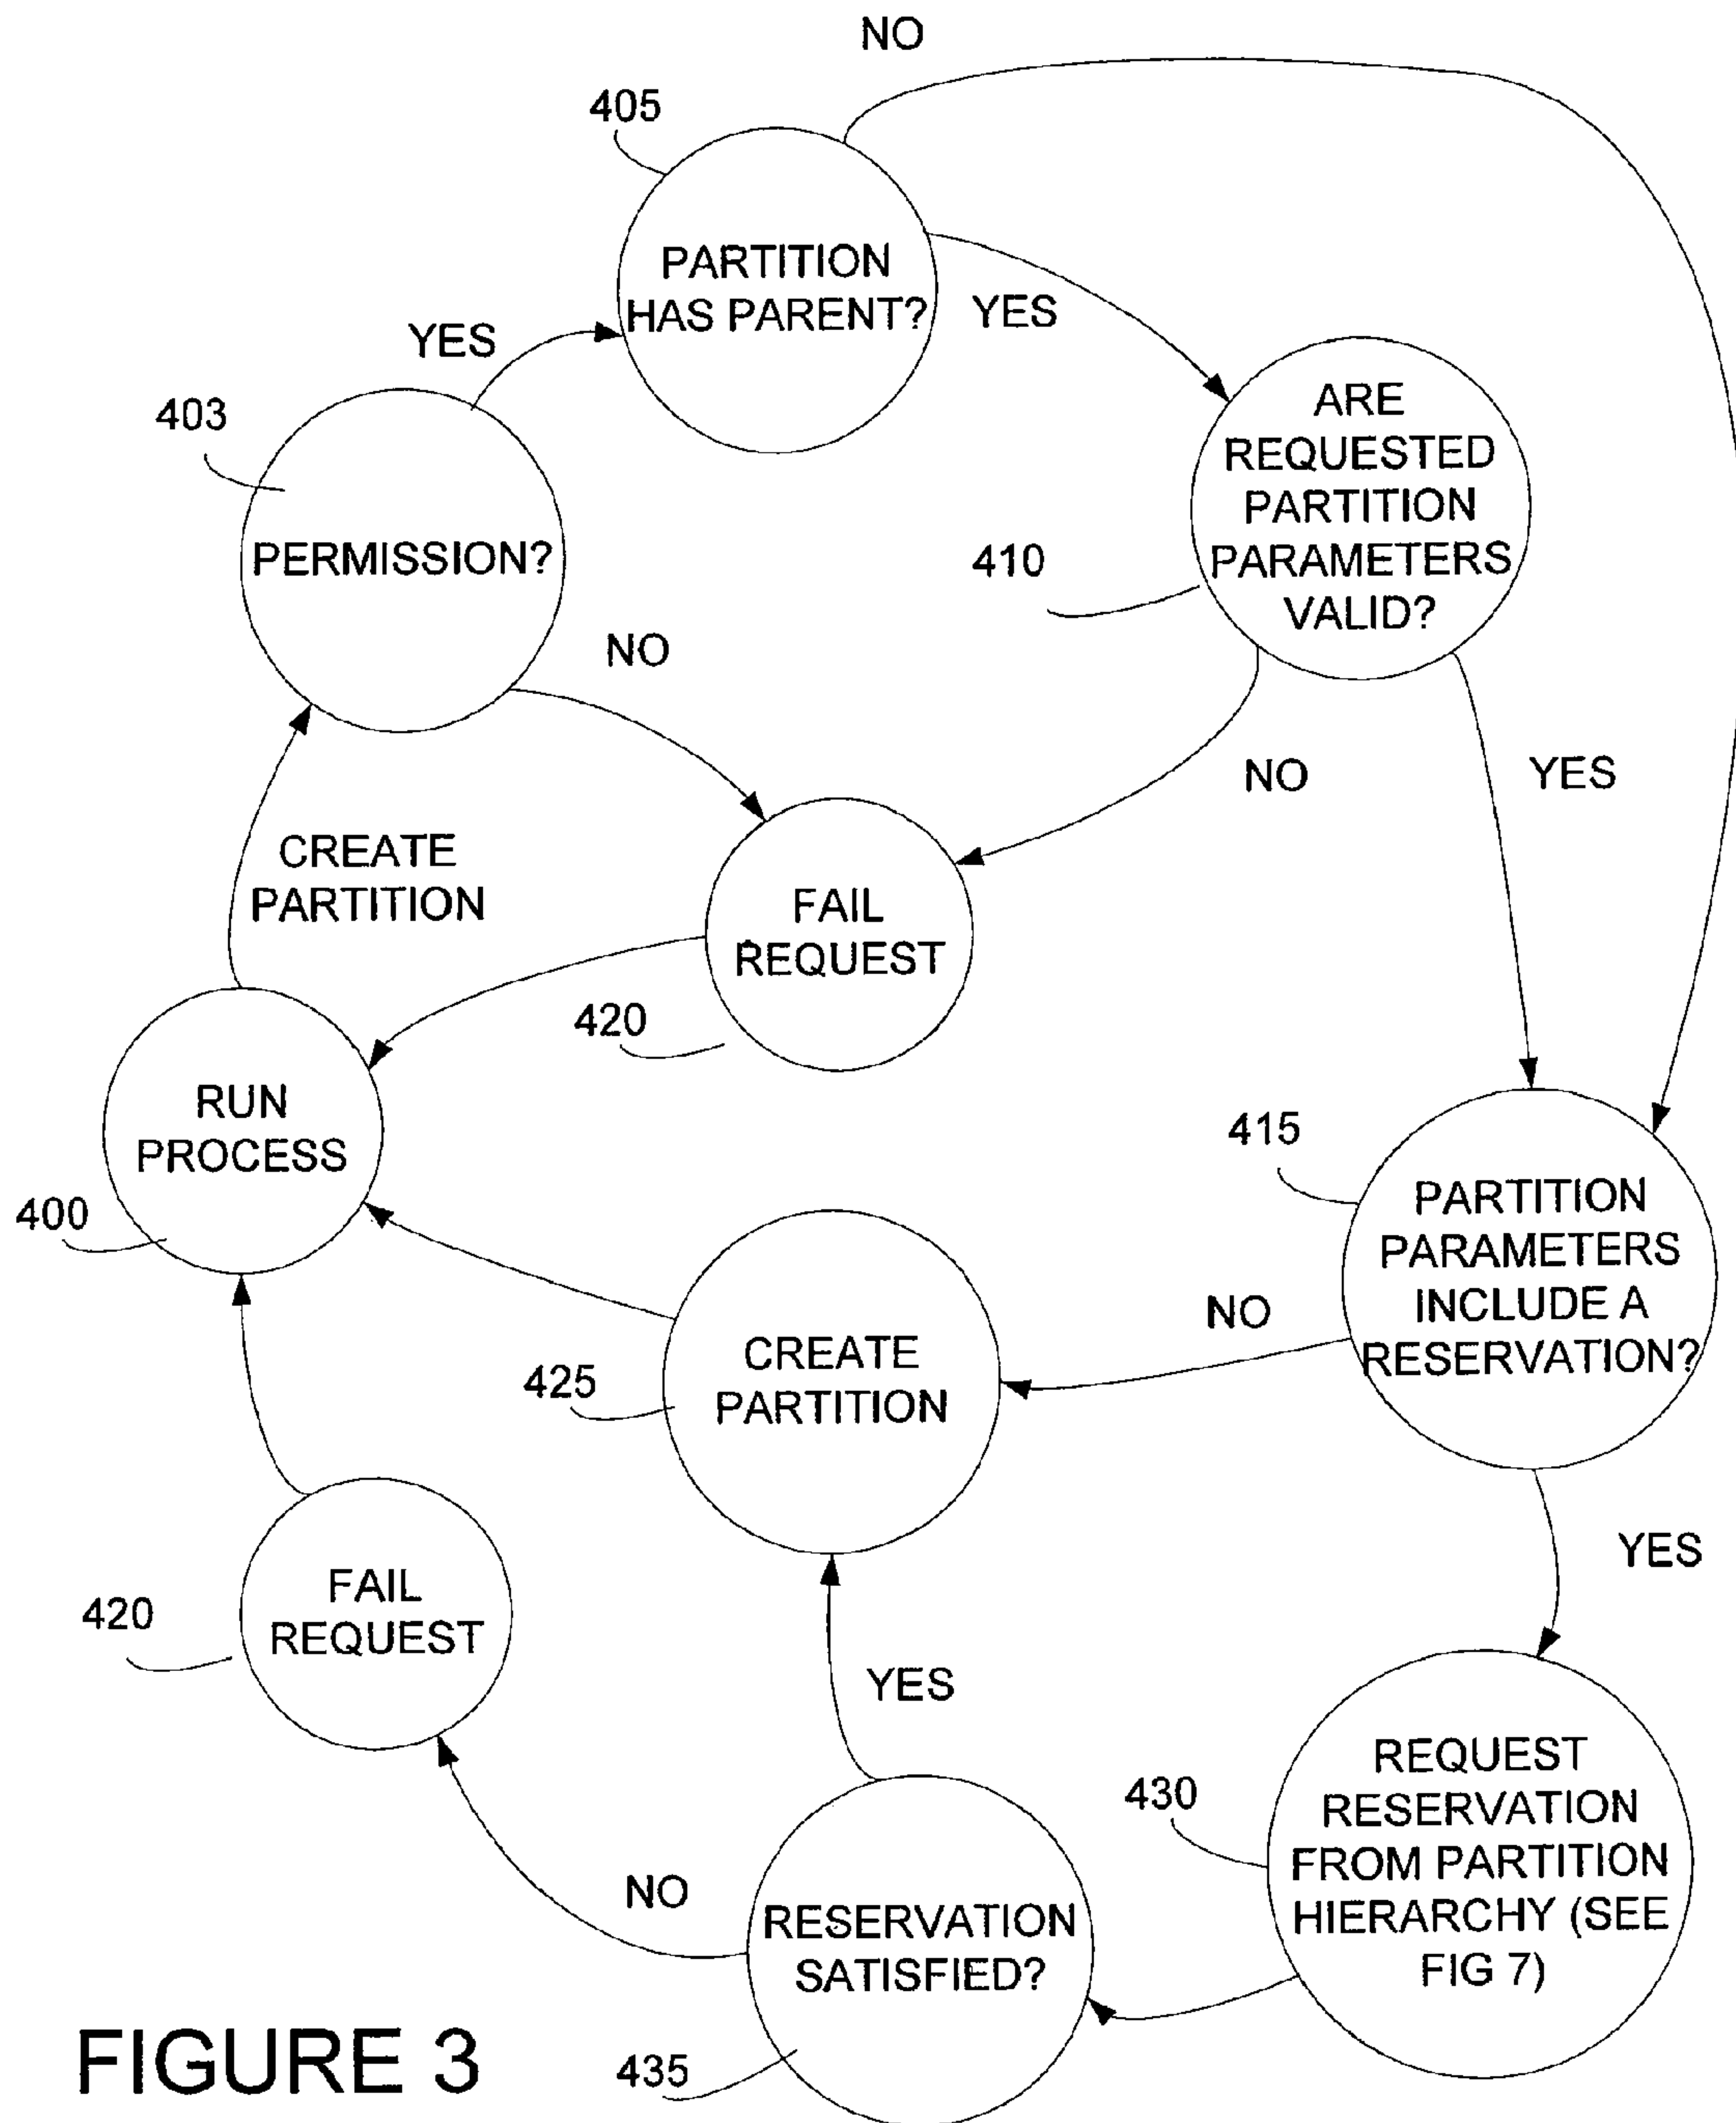 NO
405
PARTITION
HAS PARENT?
YES
YES
403
PERMISSION?
ARE
REQUESTED
PARTITION
PARAMETERS
VALID?
410
NO
NO
YES
CREATE
PARTITION
FAIL
REQUEST
420
RUN
PROCESS
400
415
PARTITION
PARAMETERS
INCLUDE A
RESERVATION?
NO
CREATE
PARTITION
425
YES
FAIL
REQUEST
420
YES
REQUEST
RESERVATION
FROM PARTITION
HIERARCHY (SEE
FIG 7)
430
NO
RESERVATION
SATISFIED?
435
FIGURE 3